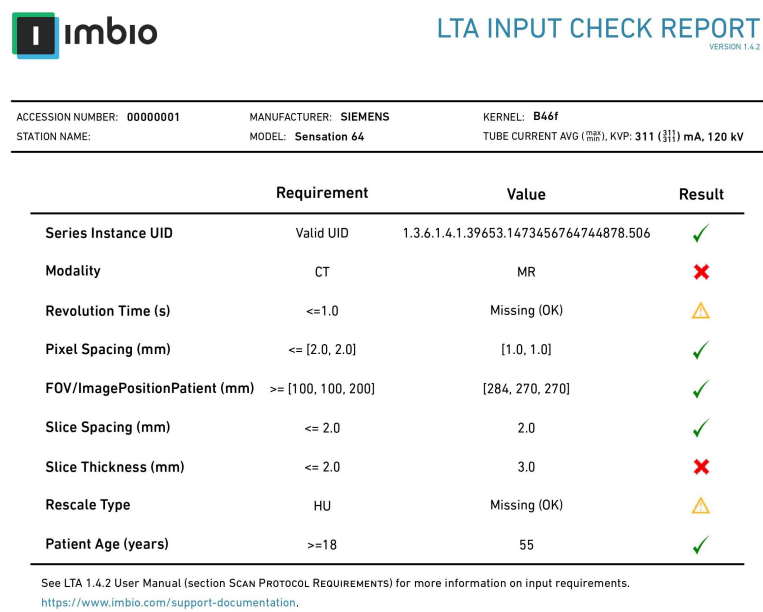 imbio
LTA INPUT CHECK REPORT
VERSION 1.4.2
ACCESSION NUMBER: 00000001 MANUFACTURER: SIEMENS KERNEL: B46f
STATION NAME: MODEL: Sensation 64 TUBE CURRENT AVG (max min), KVP: 311 (311 311) mA, 120 kV
Requirement Value Result
Series Instance UID Valid UID 1.3.6.1.4.1.39653.1473456764744878.506
Modality CT MR
Revolution Time (s) <=1.0 Missing (OK)
Pixel Spacing (mm) <= [2.0, 2.0] [1.0, 1.0]
FOV/ImagePositionPatient (mm) >= [100, 100, 200] [284, 270, 270]
Slice Spacing (mm) <= 2.0 2.0
Slice Thickness (mm) <= 2.0 3.0
Rescale Type HU Missing (OK)
Patient Age (years) >=18 55
See LTA 1.4.2 User Manual (section SCAN PROTOCOL REQUIREMENTS) for more information on input requirements.
https://www.imbio.com/support-documentation.